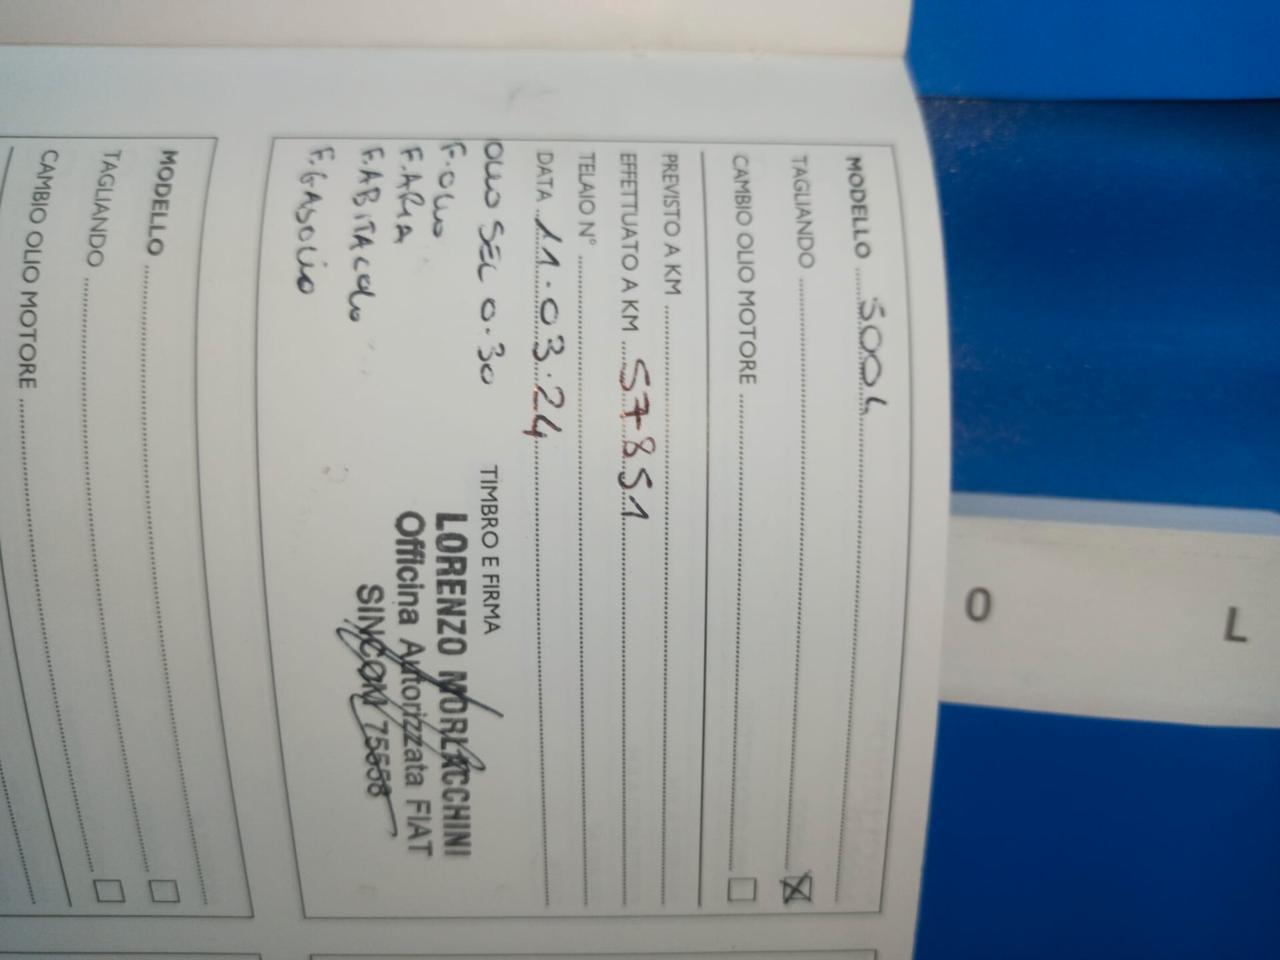 MODELLO 500L
TAGLIANDO
CAMBIO OLIO MOTORE
PREVISTO A KM
EFFETTUATO A KM 57851
TELAIO N°
DATA 11.03.24
OLIO SEL 0.30
F. OLIO
F. ARIA
F. ABITACOLO
F. GASOLIO
TIMBRO E FIRMA
LORENZO MORLACCHINI
Officina Autorizzata FIAT
SINCOM 75558
MODELLO
TAGLIANDO
CAMBIO OLIO MOTORE
O
L